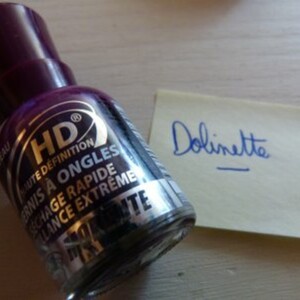 HD®
HAUTE DÉFINITION
VERNIS À ONGLES
SÉCHAGE RAPIDE
BRILLANCE EXTRÊME
Dolinette